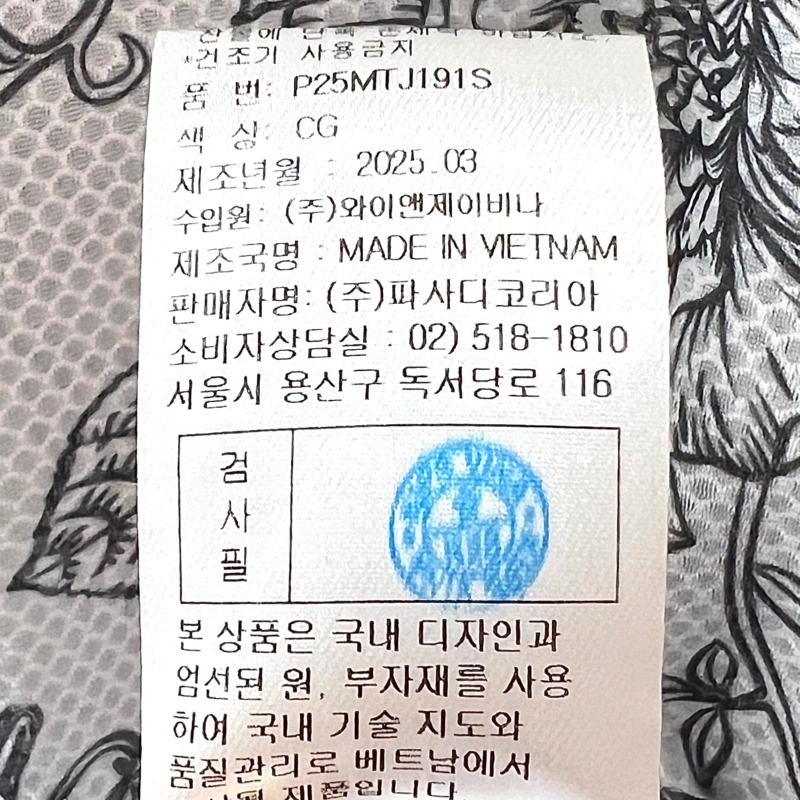 건조기 사용금지
품 번: P25MTJ191S
색 상: CG
제조년월 : 2025.03
수입원: (주)와이앤제이비나
제조국명 : MADE IN VIETNAM
판매자명: (주)파사디코리아
소비자상담실 : 02) 518-1810
서울시 용산구 독서당로 116
검
사
필
본 상품은 국내 디자인과
엄선된 원, 부자재를 사용
하여 국내 기술 지도와
품질관리로 베트남에서
제품입니다